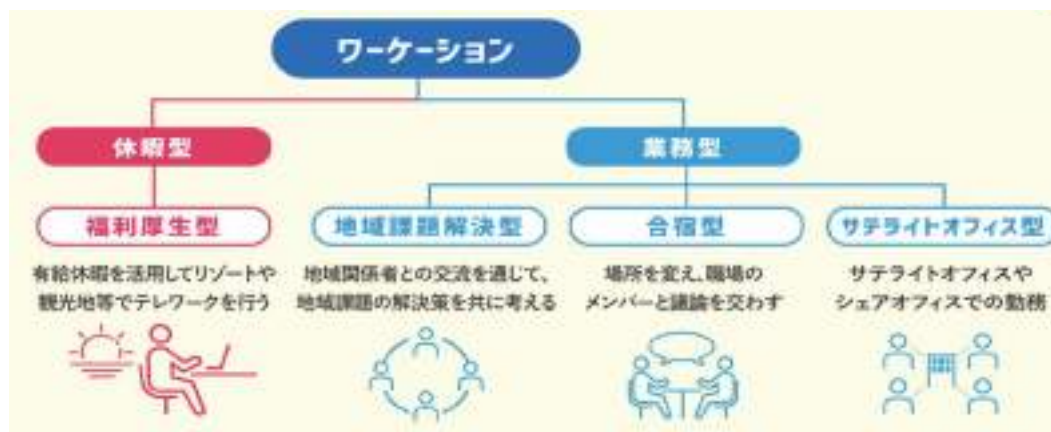 ワーケーション
休暇型
業務型
福利厚生型
地域課題解決型
合宿型
サテライトオフィス型
有給休暇を活用してリゾートや
観光地等でテレワークを行う
地域関係者との交流を通じて、
地域課題の解決策を共に考える
場所を変え、職場の
メンバーと議論を交わす
サテライトオフィスや
シェアオフィスでの勤務